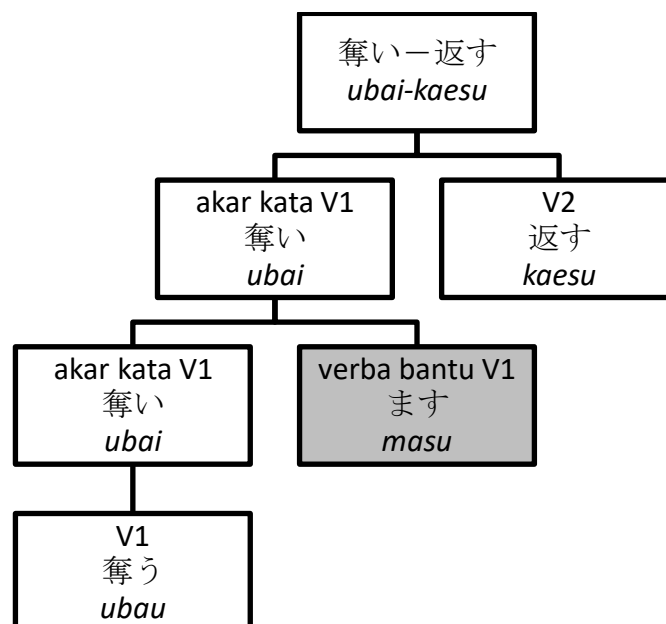 奪い－返す
ubai-kaesu
akar kata V1
奪い
ubai
V2
返す
kaesu
akar kata V1
奪い
ubai
verba bantu V1
ます
masu
V1
奪う
ubau